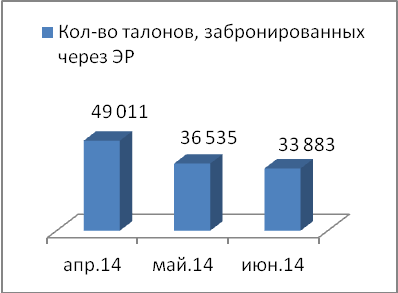 Кол-во талонов, забронированных
через ЭР
49 011
36 535
33 883
апр.14
май.14
июн.14